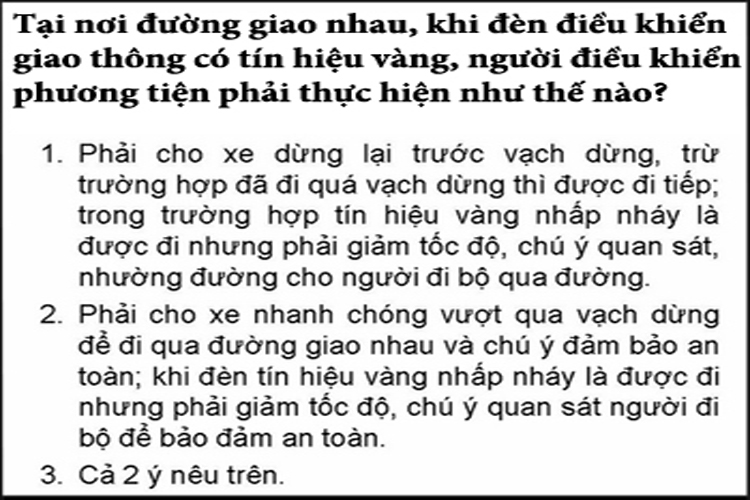 Tại nơi đường giao nhau, khi đèn điều khiển
giao thông có tín hiệu vàng, người điều khiển
phương tiện phải thực hiện như thế nào?
1. Phải cho xe dừng lại trước vạch dừng, trừ
trường hợp đã đi quá vạch dừng thì được đi tiếp;
trong trường hợp tín hiệu vàng nhấp nháy là
được đi nhưng phải giảm tốc độ, chú ý quan sát,
nhường đường cho người đi bộ qua đường.
2. Phải cho xe nhanh chóng vượt qua vạch dừng
để đi qua đường giao nhau và chú ý đảm bảo an
toàn; khi đèn tín hiệu vàng nhấp nháy là được đi
nhưng phải giảm tốc độ, chú ý quan sát người đi
bộ để bảo đảm an toàn.
3. Cả 2 ý nêu trên.